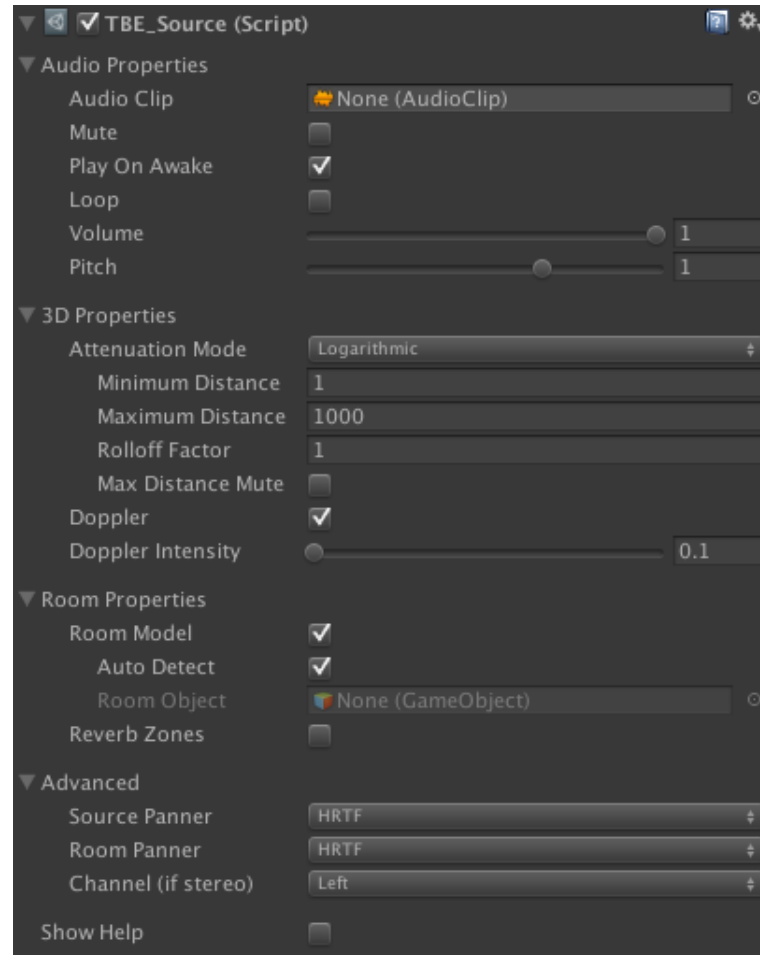 TBE_Source (Script)
Audio Properties
Audio Clip None (AudioClip)
Mute
Play On Awake
Loop
Volume 1
Pitch 1
3D Properties
Attenuation Mode Logarithmic
Minimum Distance 1
Maximum Distance 1000
Rolloff Factor 1
Max Distance Mute
Doppler
Doppler Intensity 0.1
Room Properties
Room Model
Auto Detect
Room Object None (GameObject)
Reverb Zones
Advanced
Source Panner HRTF
Room Panner HRTF
Channel (if stereo) Left
Show Help